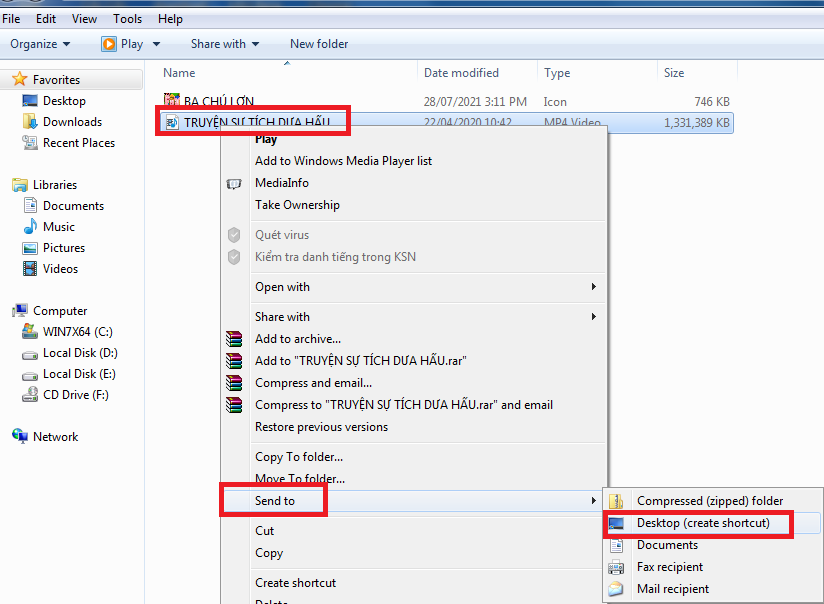 File Edit View Tools Help
Organize Play Share with New folder
Name Date modified Type Size
Favorites
Desktop
Downloads
Recent Places
Libraries
Documents
Music
Pictures
Videos
Computer
WIN7X64 (C:)
Local Disk (D:)
Local Disk (E:)
CD Drive (F:)
Network
BA CHÚ LỢN 28/07/2021 3:11 PM Icon 746 KB
TRUYỆN SỰ TÍCH DƯA HẤU 22/04/2020 10:42 MP4 Video 1,331,389 KB
Play
Add to Windows Media Player list
MediaInfo
Take Ownership
Quét virus
Kiểm tra danh tiếng trong KSN
Open with
Share with
Add to archive...
Add to "TRUYỆN SỰ TÍCH DƯA HẤU.rar"
Compress and email...
Compress to "TRUYỆN SỰ TÍCH DƯA HẤU.rar" and email
Restore previous versions
Copy To folder...
Move To folder...
Send to
Cut
Copy
Create shortcut
Delete
Compressed (zipped) folder
Desktop (create shortcut)
Documents
Fax recipient
Mail recipient